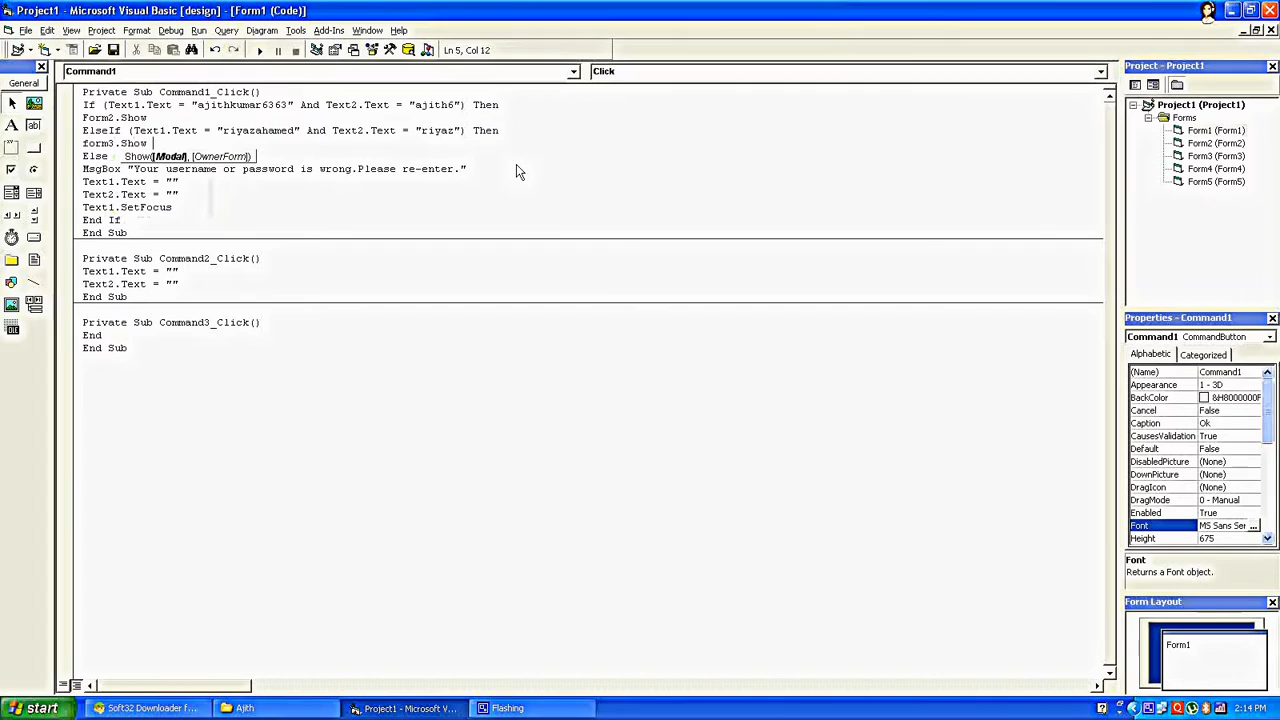 Project1 - Microsoft Visual Basic [design] - [Form1 (Code)]
File Edit View Project Format Debug Run Query Diagram Tools Add-Ins Window Help
Ln 5, Col 12
General
Command1
Click
Private Sub Command1_Click()
If (Text1.Text = "ajithkumar6363" And Text2.Text = "ajith6") Then
Form2.Show
ElseIf (Text1.Text = "riyazahamed" And Text2.Text = "riyaz") Then
form3.Show
Else
Show([Modal], [OwnerForm])
MsgBox "Your username or password is wrong.Please re-enter."
Text1.Text = ""
Text2.Text = ""
Text1.SetFocus
End If
End Sub
Private Sub Command2_Click()
Text1.Text = ""
Text2.Text = ""
End Sub
Private Sub Command3_Click()
End
End Sub
Project - Project1
Project1 (Project1)
Forms
Form1 (Form1)
Form2 (Form2)
Form3 (Form3)
Form4 (Form4)
Form5 (Form5)
Properties - Command1
Command1 CommandButton
Alphabetic Categorized
(Name) Command1
Appearance 1 - 3D
BackColor &H8000000F
Cancel False
Caption Ok
CausesValidation True
Default False
DisabledPicture (None)
DownPicture (None)
DragIcon (None)
DragMode 0 - Manual
Enabled True
Font MS Sans Ser ...
Height 675
Font
Returns a Font object.
Form Layout
Form1
start
Soft32 Downloader f...
Ajith
Project1 - Microsoft V...
Flashing
2:14 PM